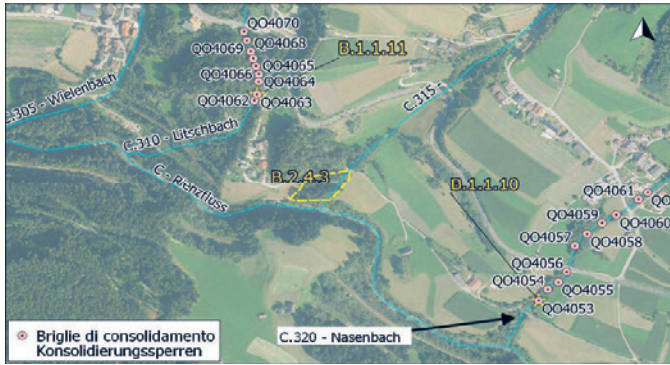 QO4070
QO4068
QO4069
B.1.1.11
QO4065
QO4066
QO4064
QO4062
QO4063
C.305 - Wielenbach
C.310 - Litschbach
C.315
C - Rienzfluss
B.2.4.3
B.1.1.10
QO4061
QO4059
QO4060
QO4058
QO4057
QO4056
QO4054
QO4055
QO4053
C.320 - Nasenbach
Briglie di consolidamento
Konsolidierungssperren